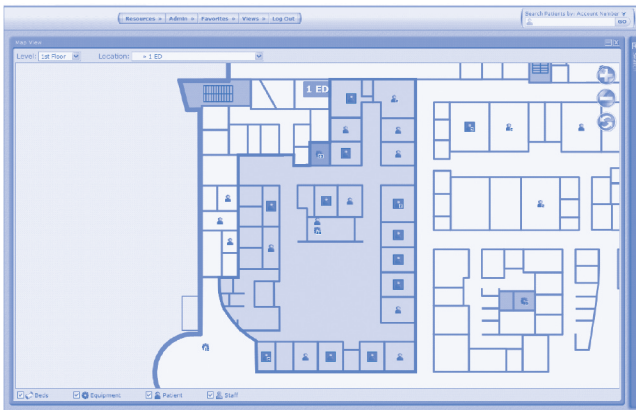 Resources » Admin » Favorites » Views » Log Out
Search Patients by: Account Number
GO
Map View
Level: 1st Floor Location: » 1 ED
1 ED
Beds Equipment Patient Staff